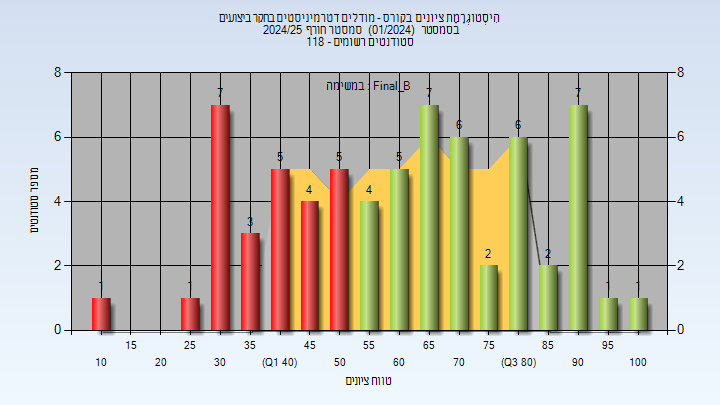 היסטוגרמת ציונים בקורס - מודלים דטרמיניסטים בחקר ביצועים
בסמסטר (01/2024) סמסטר חורף 2024/25
סטודנטים רשומים - 118
במשימה : Final_B
8 8
6 6
4 4
2 2
0 0
1 1 7 3 5 4 5 4 5 7 6 2 6 2 7 1 1
מספר סטודנטים
15 25 35 45 55 65 75 85 95
10 20 30 (Q1 40) 50 60 70 (Q3 80) 90 100
טווח ציונים